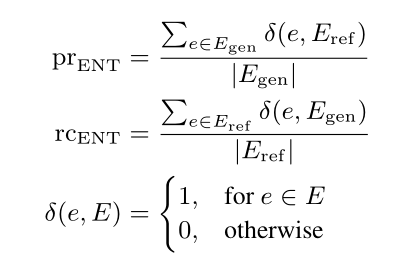 pr_ENT = ∑_{e∈E_gen} δ(e, E_ref) / |E_gen|
rc_ENT = ∑_{e∈E_ref} δ(e, E_gen) / |E_ref|
δ(e, E) = { 1, for e ∈ E
0, otherwise